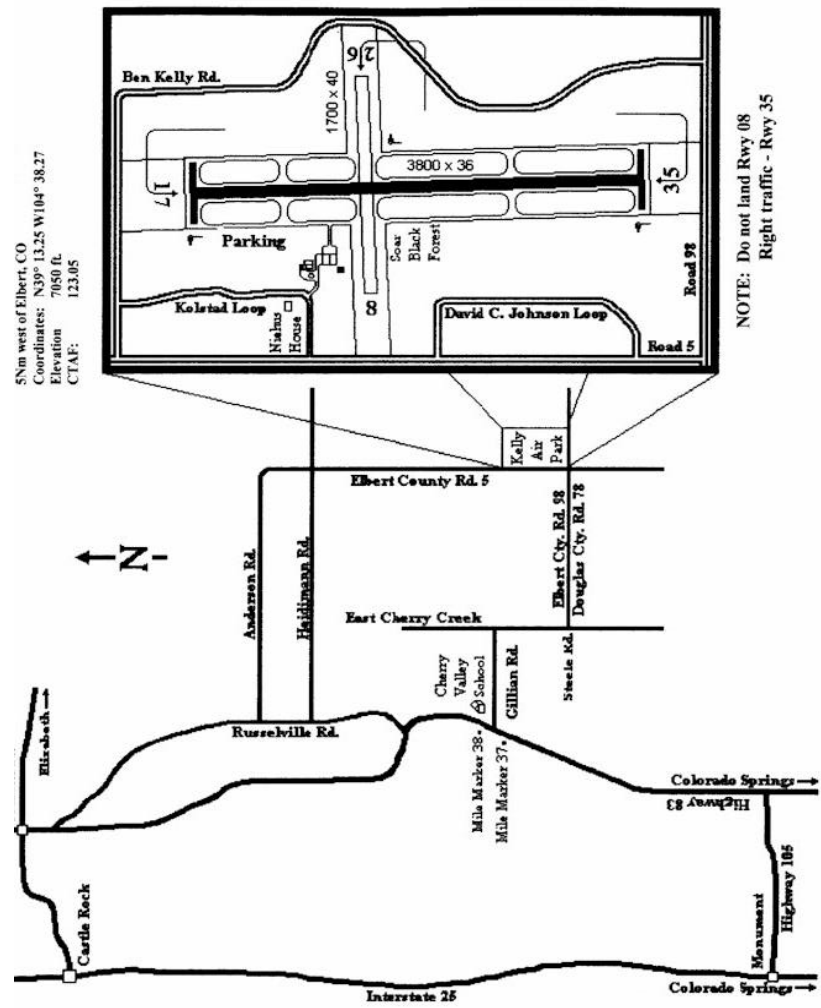 5Nm west of Elbert, CO
Coordinates: N39° 13.25 W104° 38.27
Elevation 7050 ft.
CTAF: 123.05
Ben Kelly Rd.
1700 x 40
26
3800 x 36
17
35
Parking
Soar
Black
Forest
8
Kolstad Loop
Niehus
House
David C. Johnson Loop
Road 98
Road 5
NOTE: Do not land Rwy 08
Right traffic - Rwy 35
Kelly
Air
Park
Elbert County Rd. 5
N
Anderson Rd.
Heidimann Rd.
Elbert Cty. Rd. 98
Douglas Cty. Rd. 78
East Cherry Creek
Cherry
Valley
School
Gillian Rd.
Steele Rd.
Elizabeth
Russelville Rd.
Mile Marker 38
Mile Marker 37
Colorado Springs
Highway 83
Castle Rock
Monument
Highway 105
Interstate 25
Colorado Springs